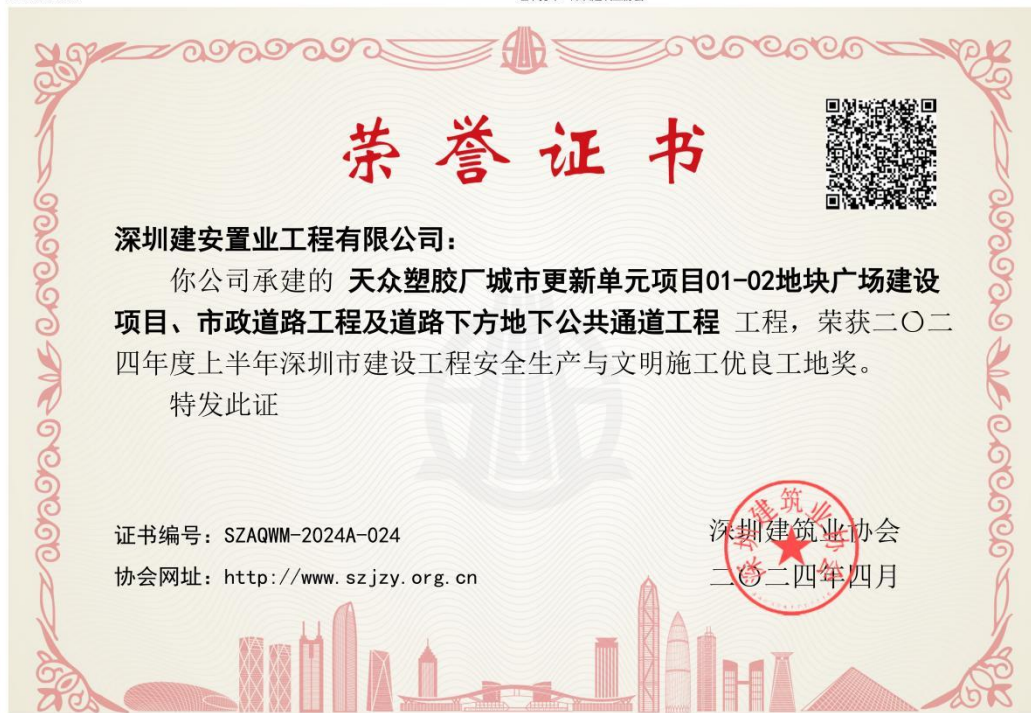 荣誉证书
深圳建安置业工程有限公司：
你公司承建的 天众塑胶厂城市更新单元项目01-02地块广场建设
项目、市政道路工程及道路下方地下公共通道工程 工程，荣获二〇二
四年度上半年深圳市建设工程安全生产与文明施工优良工地奖。
特发此证
证书编号：SZAQWM-2024A-024
协会网址：http://www.szjzy.org.cn
深圳建筑业协会
二〇二四年四月
深圳建筑业协会